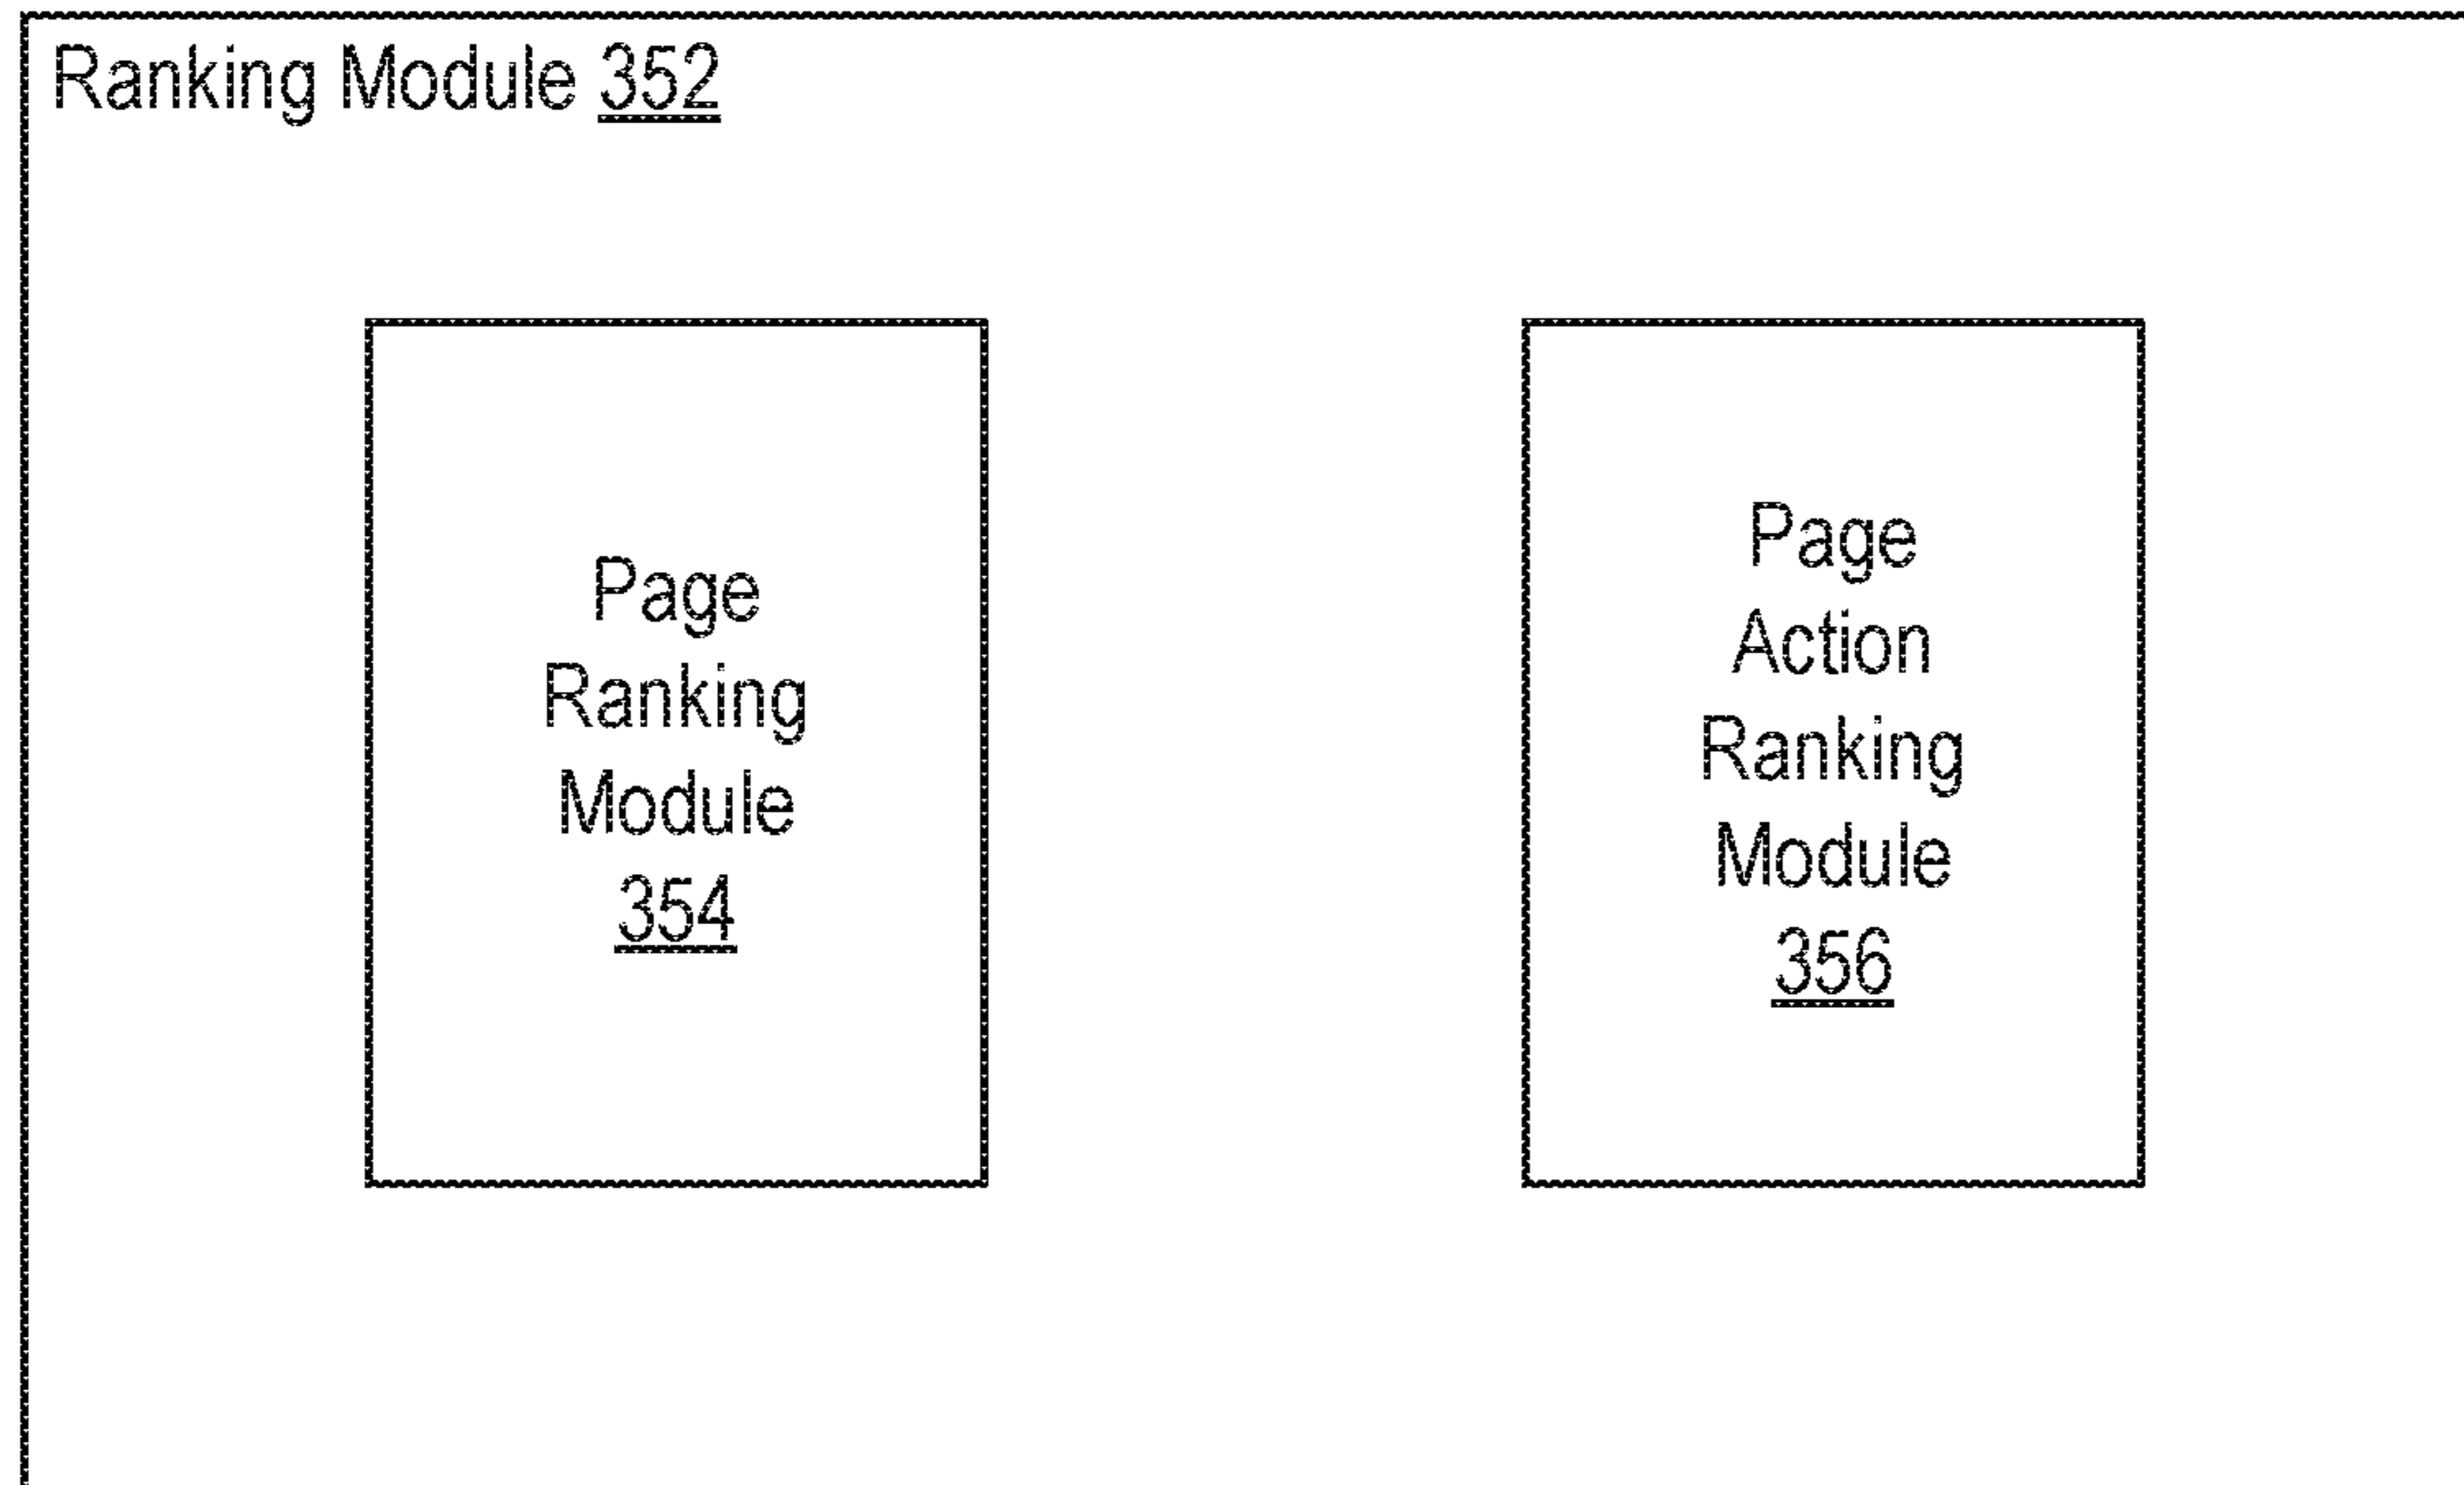 Ranking Module 352
Page
Ranking
Module
354
Page
Action
Ranking
Module
356